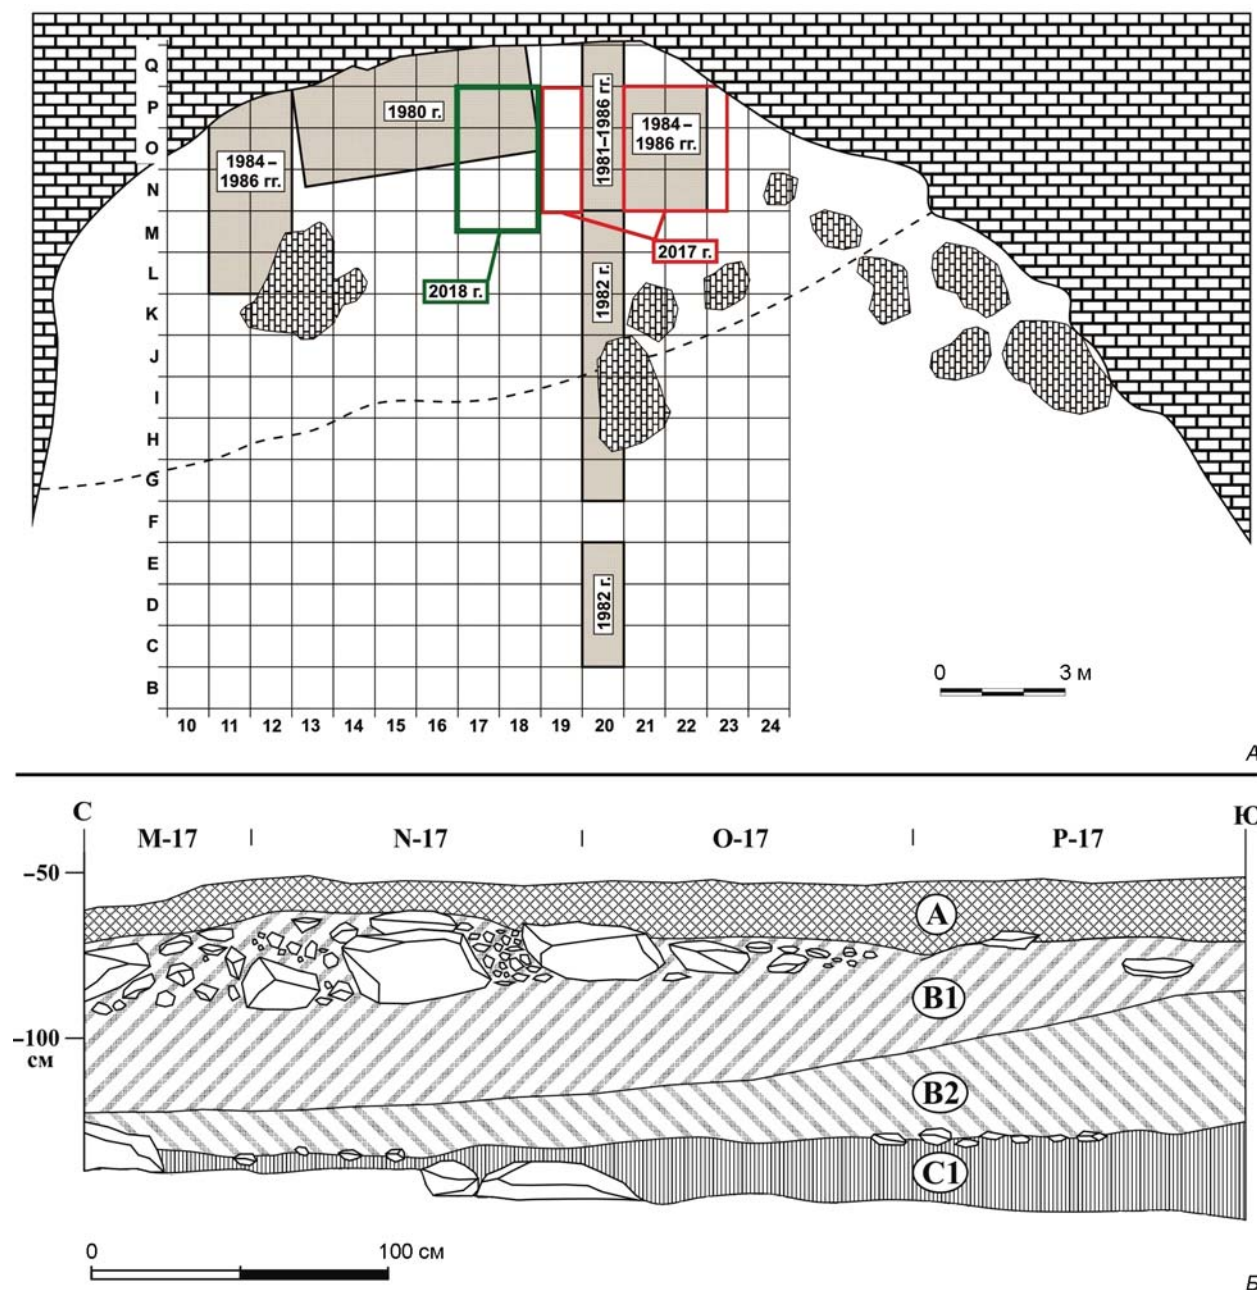 Q
P
O
N
M
L
K
J
I
H
G
F
E
D
C
B
1980 г.
1984 –
1986 гг.
1981–1986 гг.
1984 –
1986 гг.
2017 г.
2018 г.
1982 г.
1982 г.
0 3 м
10 11 12 13 14 15 16 17 18 19 20 21 22 23 24
А
С Ю
M-17 N-17 O-17 P-17
–50
–100
см
A
B1
B2
C1
0 100 см
Б